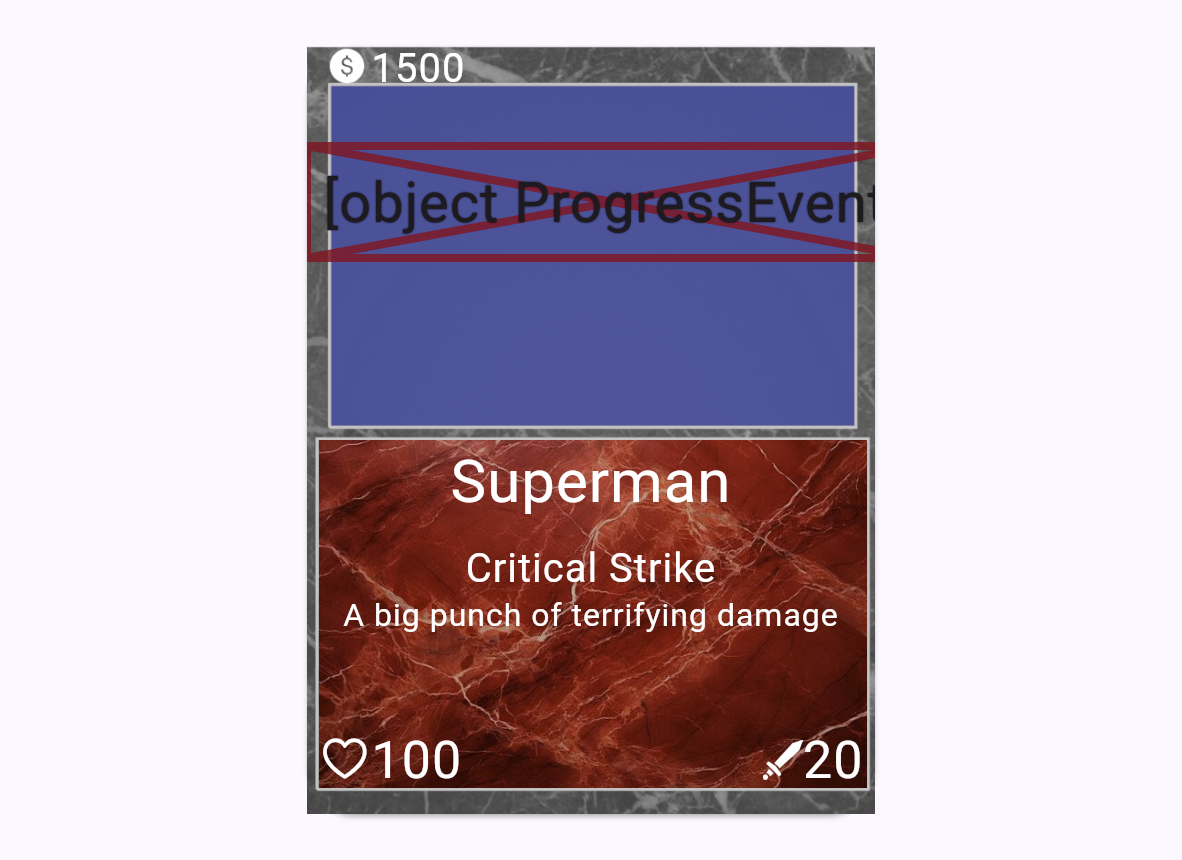 $ 1500
[object ProgressEvent
Superman
Critical Strike
A big punch of terrifying damage
100
20